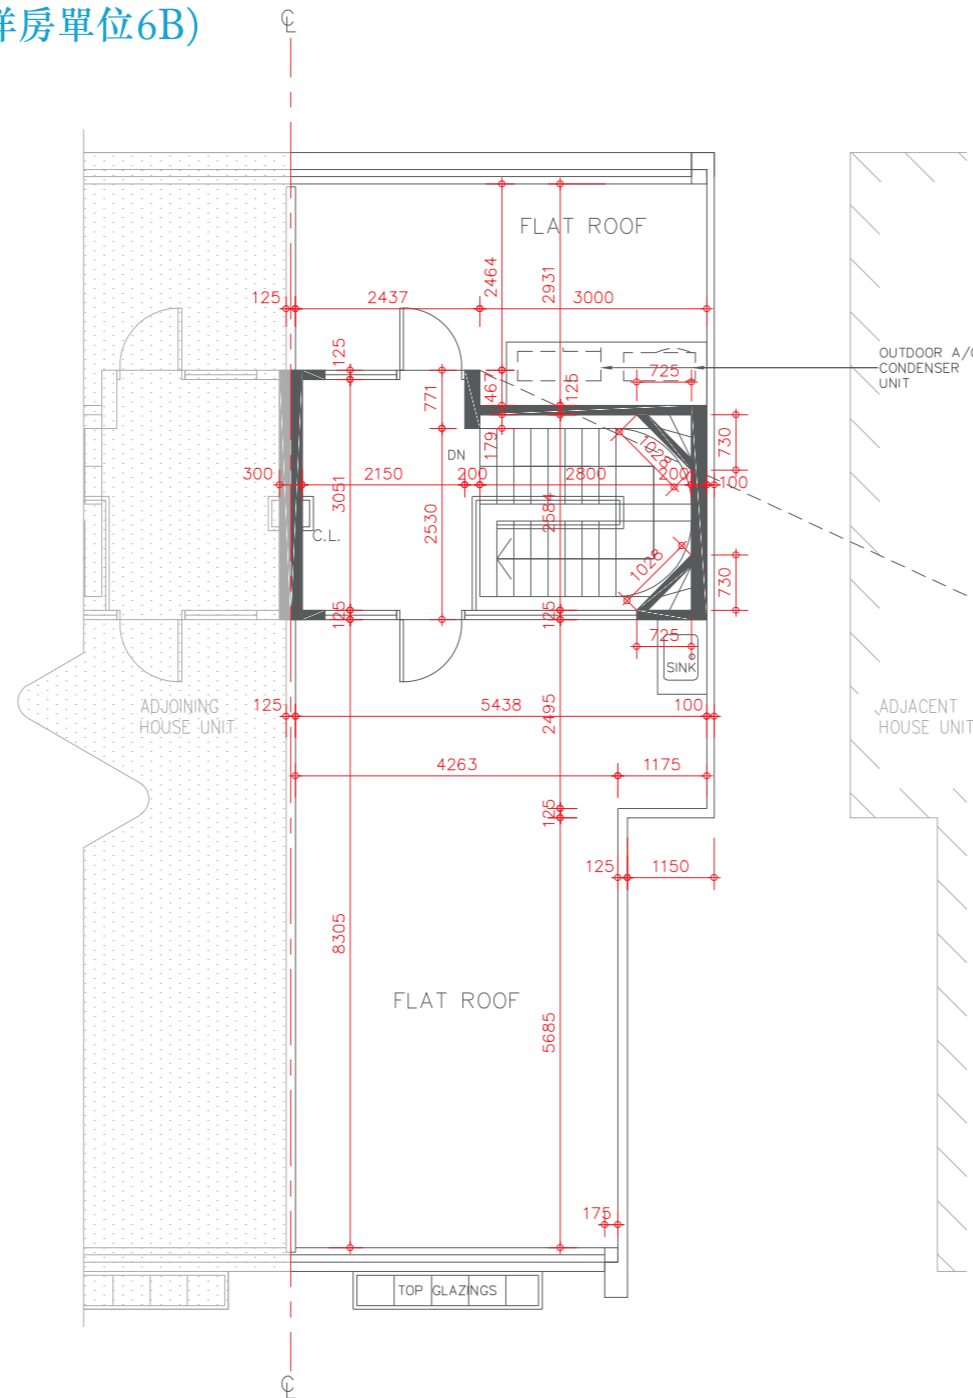 洋房單位6B)
℄
FLAT ROOF
2464
2931
125
2437
3000
OUTDOOR A/C
CONDENSER
UNIT
125
771
467
125
725
179
DN
1028
730
300
2150
200
2800
200
100
3051
2530
2584
C.L.
1028
730
125
125
725
SINK
ADJOINING
HOUSE UNIT
125
5438
2495
100
ADJACENT
HOUSE UNIT
4263
1175
125
125
1150
8305
FLAT ROOF
5685
175
TOP GLAZINGS
℄